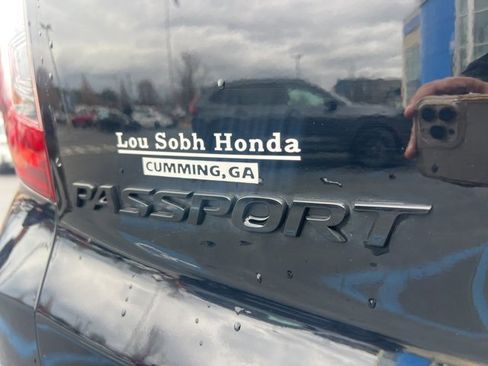 Lou Sobh Honda
CUMMING, GA
PASSPORT